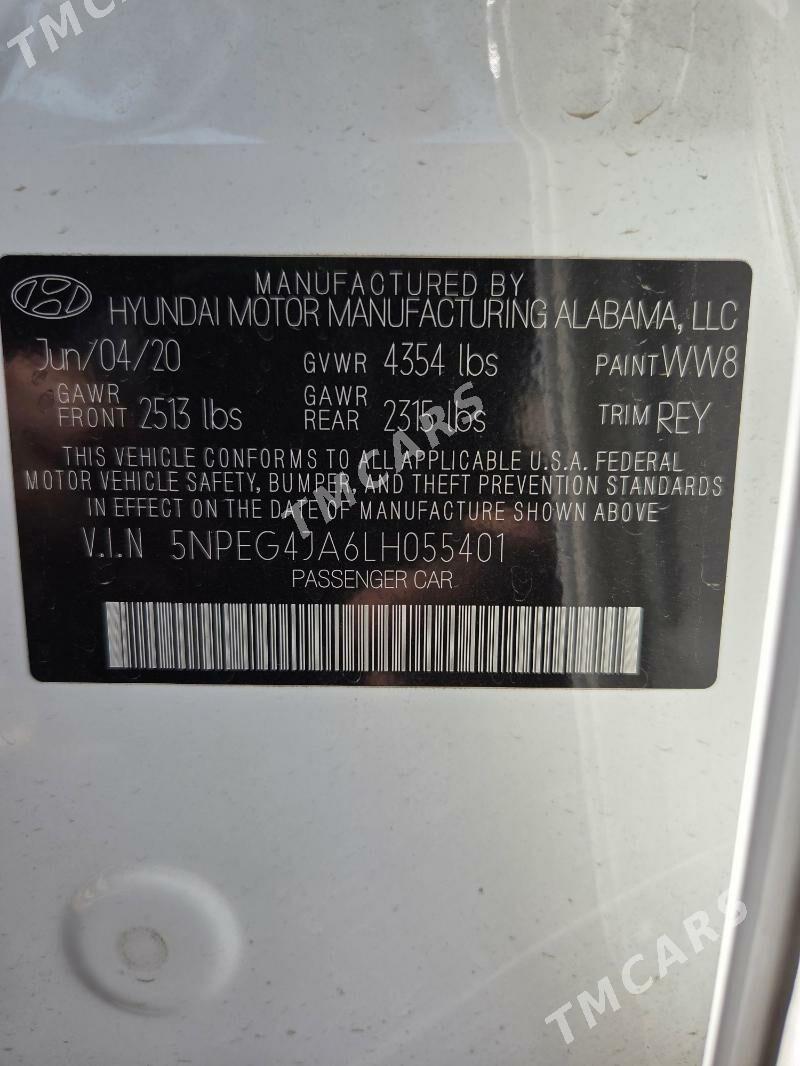 TMCARS
MANUFACTURED BY
HYUNDAI MOTOR MANUFACTURING ALABAMA, LLC
Jun/04/20 GVWR 4354 lbs PAINT WW8
GAWR FRONT 2513 lbs GAWR REAR 2315 lbs TRIM REY
THIS VEHICLE CONFORMS TO ALL APPLICABLE U.S.A. FEDERAL
MOTOR VEHICLE SAFETY, BUMPER, AND THEFT PREVENTION STANDARDS
IN EFFECT ON THE DATE OF MANUFACTURE SHOWN ABOVE
V.I.N 5NPEG4JA6LH055401
PASSENGER CAR
TMCARS
TMCARS